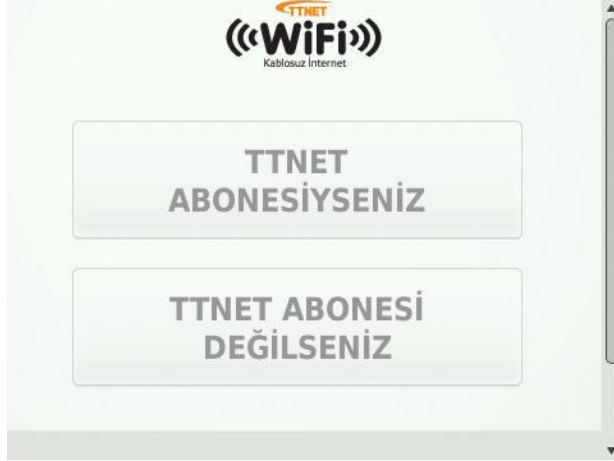 TTNET
WiFi
Kablosuz İnternet
TTNET
ABONESİYSENİZ
TTNET ABONESİ
DEĞİLSENİZ